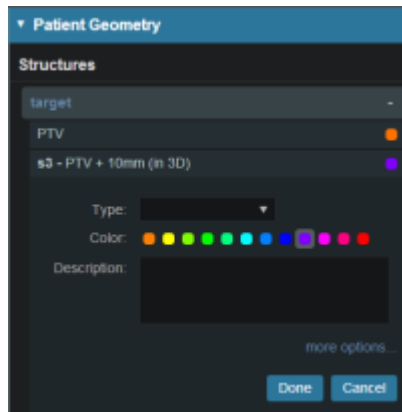 Patient Geometry
Structures
target -
PTV
s3 - PTV + 10mm (in 3D)
Type:
Color:
Description:
more options...
Done Cancel